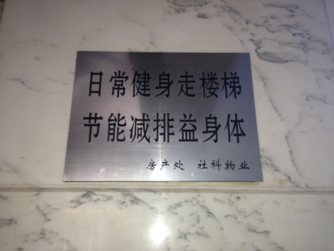 日常健身走楼梯
节能减排益身体
房产处 社科物业